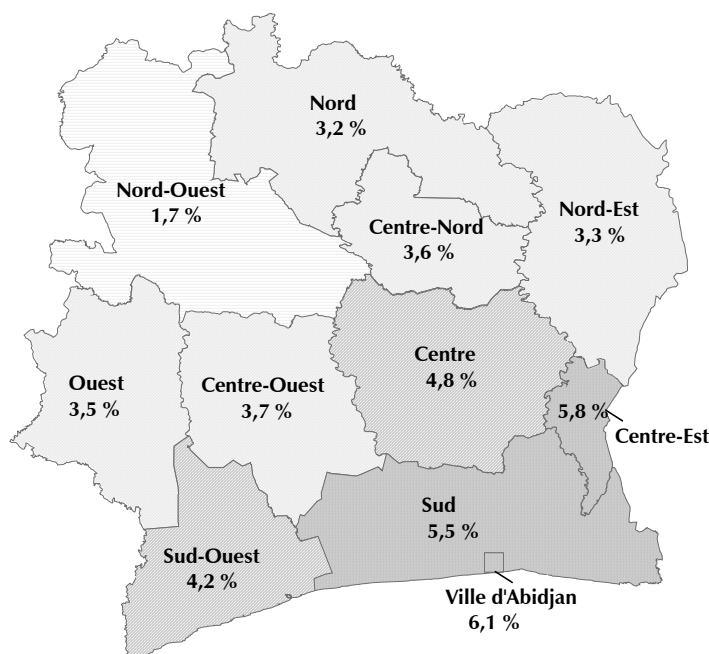 Nord
3,2 %
Nord-Ouest
1,7 %
Centre-Nord
3,6 %
Nord-Est
3,3 %
Centre
4,8 %
Ouest
3,5 %
Centre-Ouest
3,7 %
5,8 %
Centre-Est
Sud
5,5 %
Sud-Ouest
4,2 %
Ville d'Abidjan
6,1 %